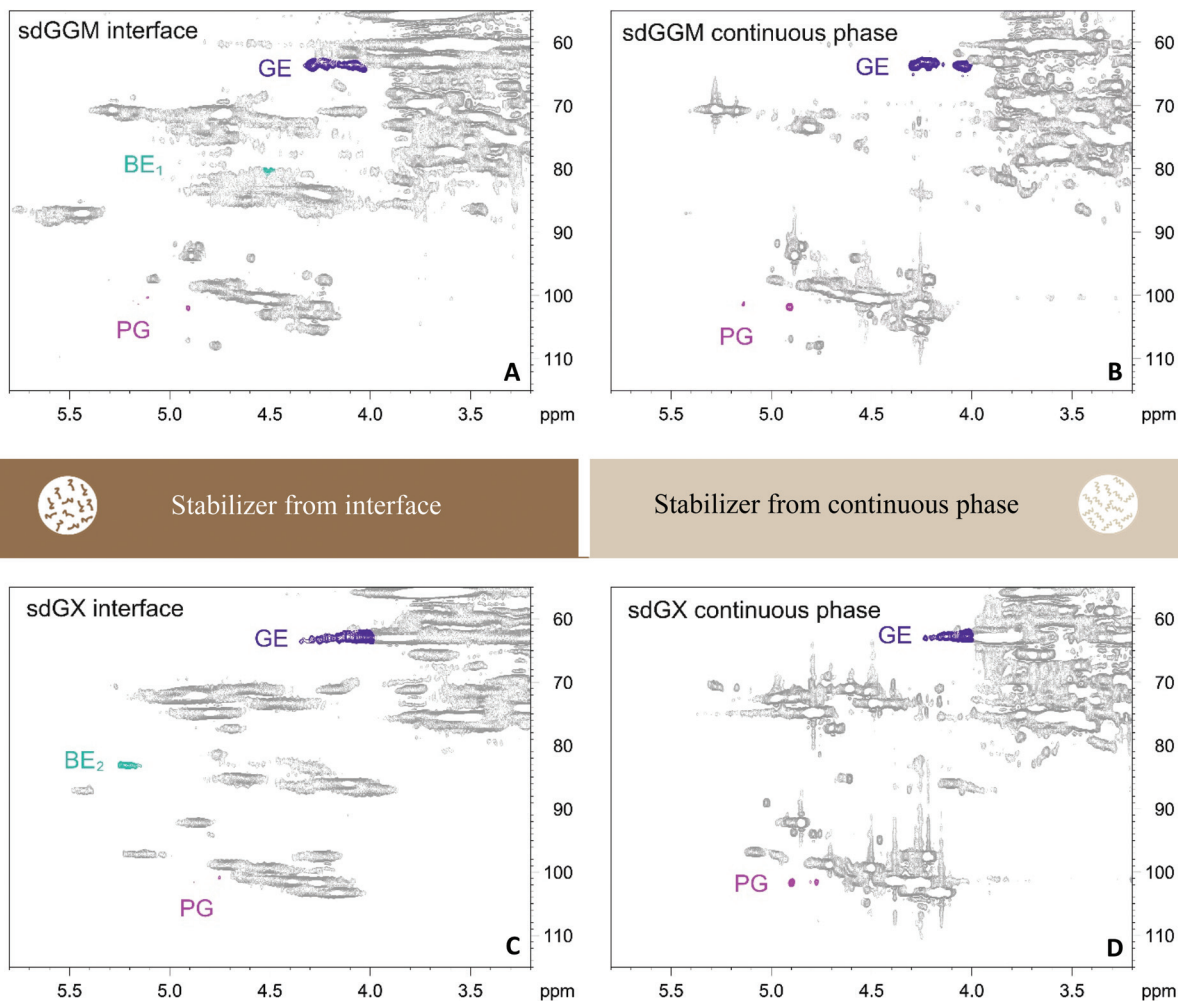 sdGGM interface
GE
BE₁
PG
A
60
70
80
90
100
110
5.5 5.0 4.5 4.0 3.5 ppm
sdGGM continuous phase
GE
PG
B
60
70
80
90
100
110
5.5 5.0 4.5 4.0 3.5 ppm
Stabilizer from interface
Stabilizer from continuous phase
sdGX interface
GE
BE₂
PG
C
60
70
80
90
100
110
5.5 5.0 4.5 4.0 3.5 ppm
sdGX continuous phase
GE
PG
D
60
70
80
90
100
110
5.5 5.0 4.5 4.0 3.5 ppm